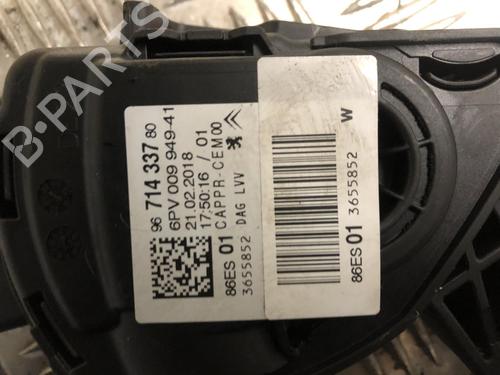 96 714 337 80
6PV 009 949-41
21.02.2018
17:50:16 / 01
CAPPR-CEM00
86ES 01 DAG LVV
3655852
86ES 01 3655852 W
B-PARTS